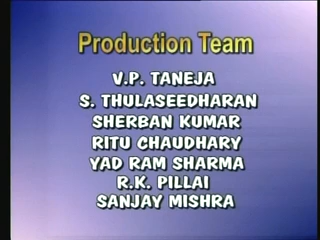 Production Team
V.P. TANEJA
S. THULASEEDHARAN
SHERBAN KUMAR
RITU CHAUDHARY
YAD RAM SHARMA
R.K. PILLAI
SANJAY MISHRA